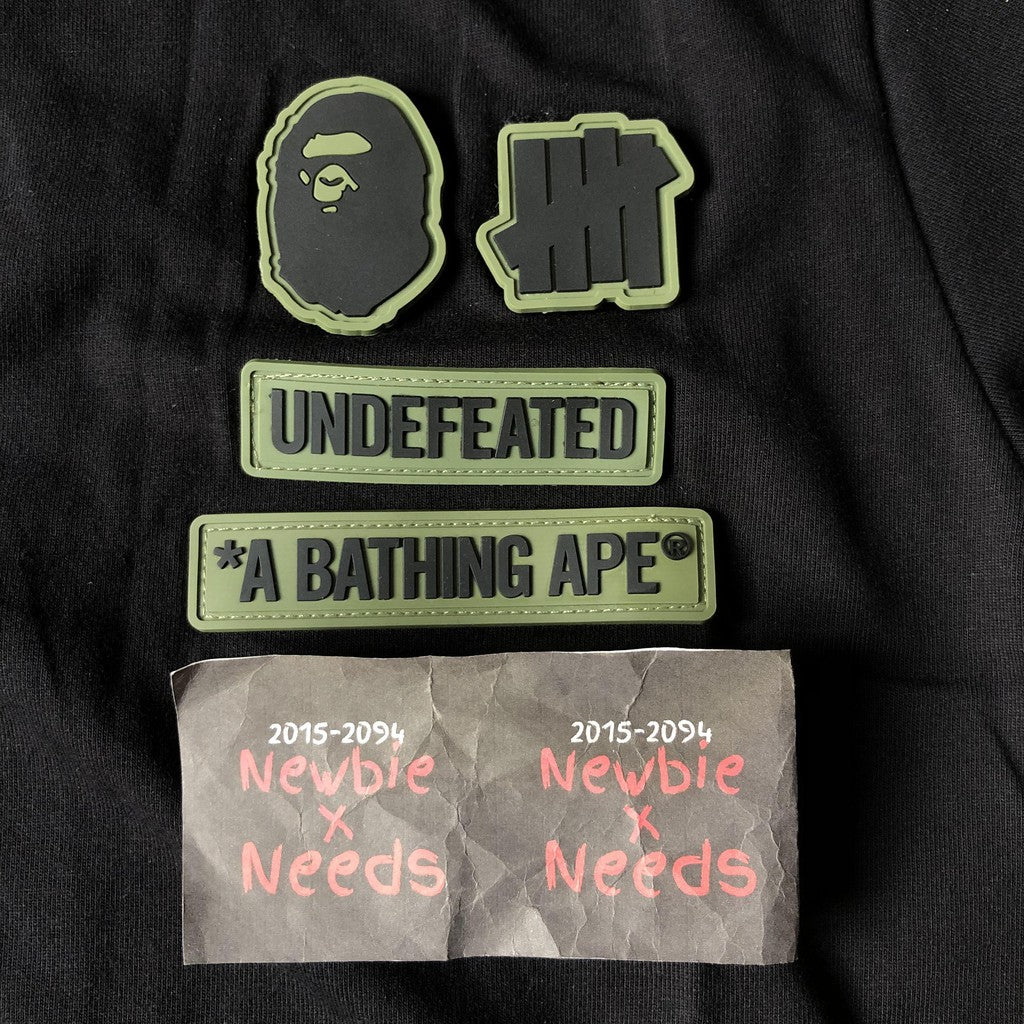 UNDEFEATED
*A BATHING APE®
2015-2094
Newbie
x
Needs
2015-2094
Newbie
x
Needs